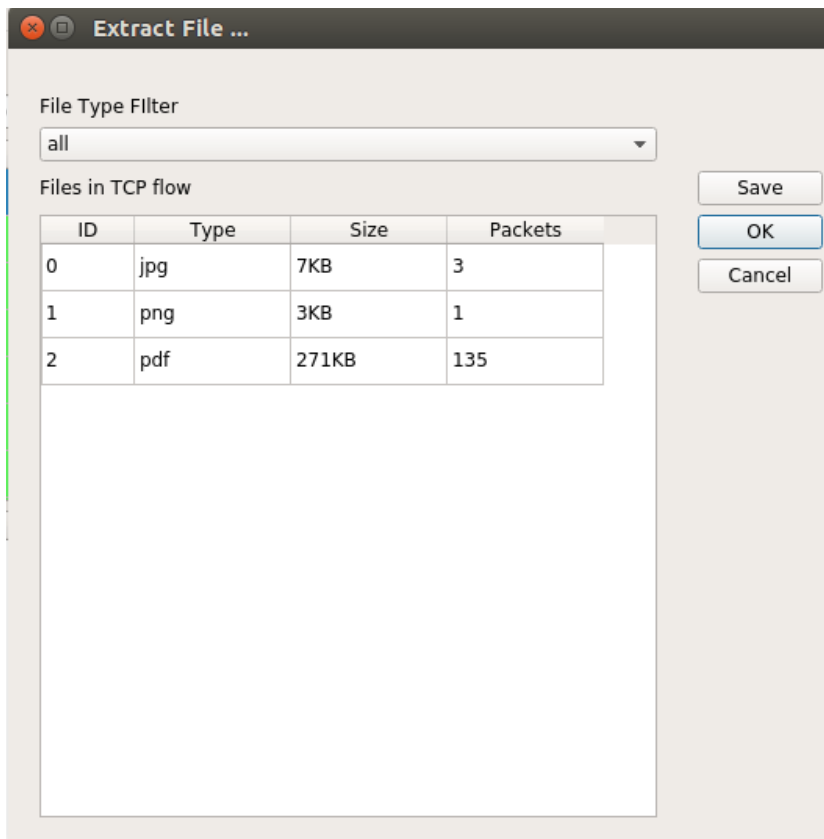 Extract File ...
File Type FIlter
all
Files in TCP flow
Save
OK
Cancel
ID Type Size Packets
0 jpg 7KB 3
1 png 3KB 1
2 pdf 271KB 135